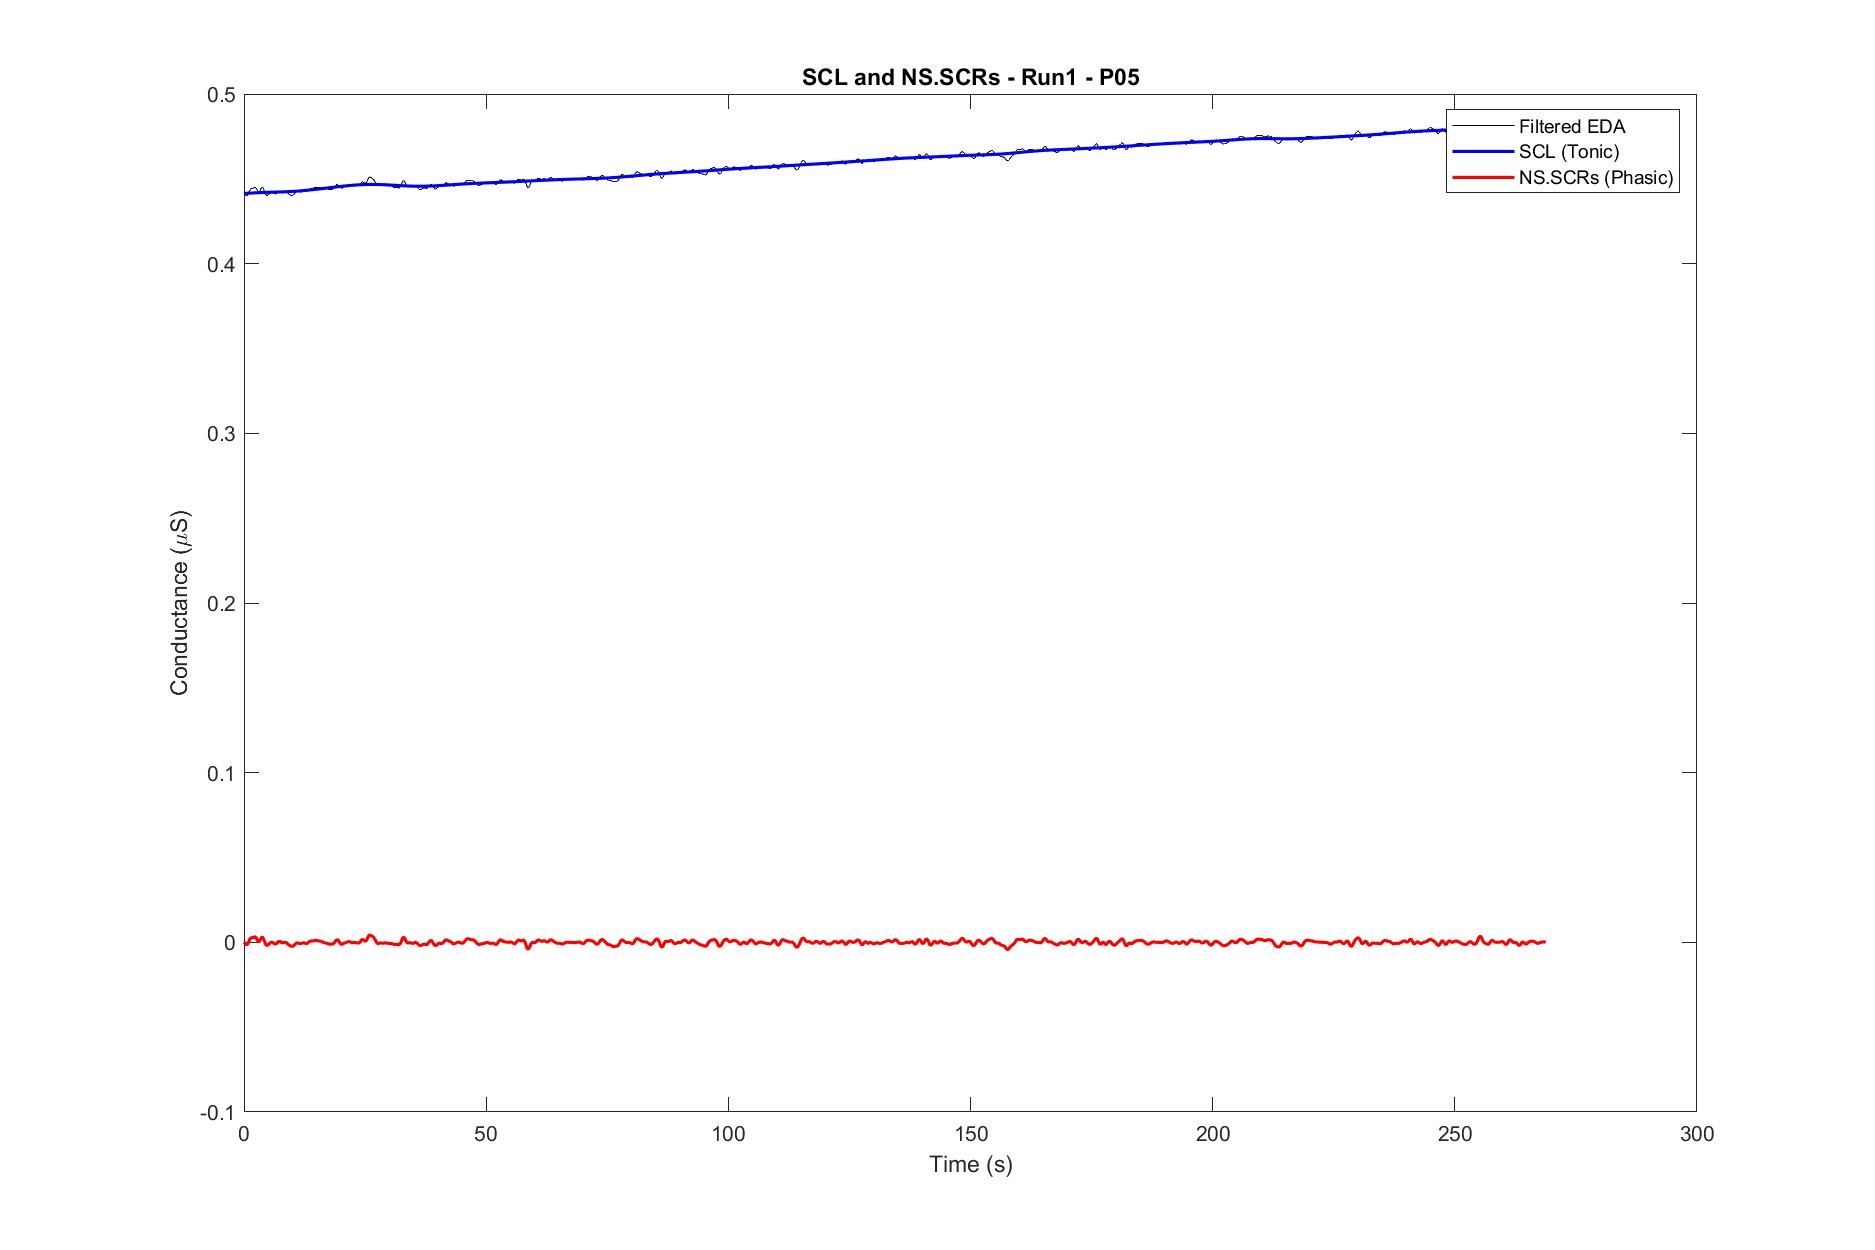 SCL and NS.SCRs - Run1 - P05
0.5
0.4
0.3
0.2
0.1
0
-0.1
Conductance (μS)
Filtered EDA
SCL (Tonic)
NS.SCRs (Phasic)
0 50 100 150 200 250 300
Time (s)